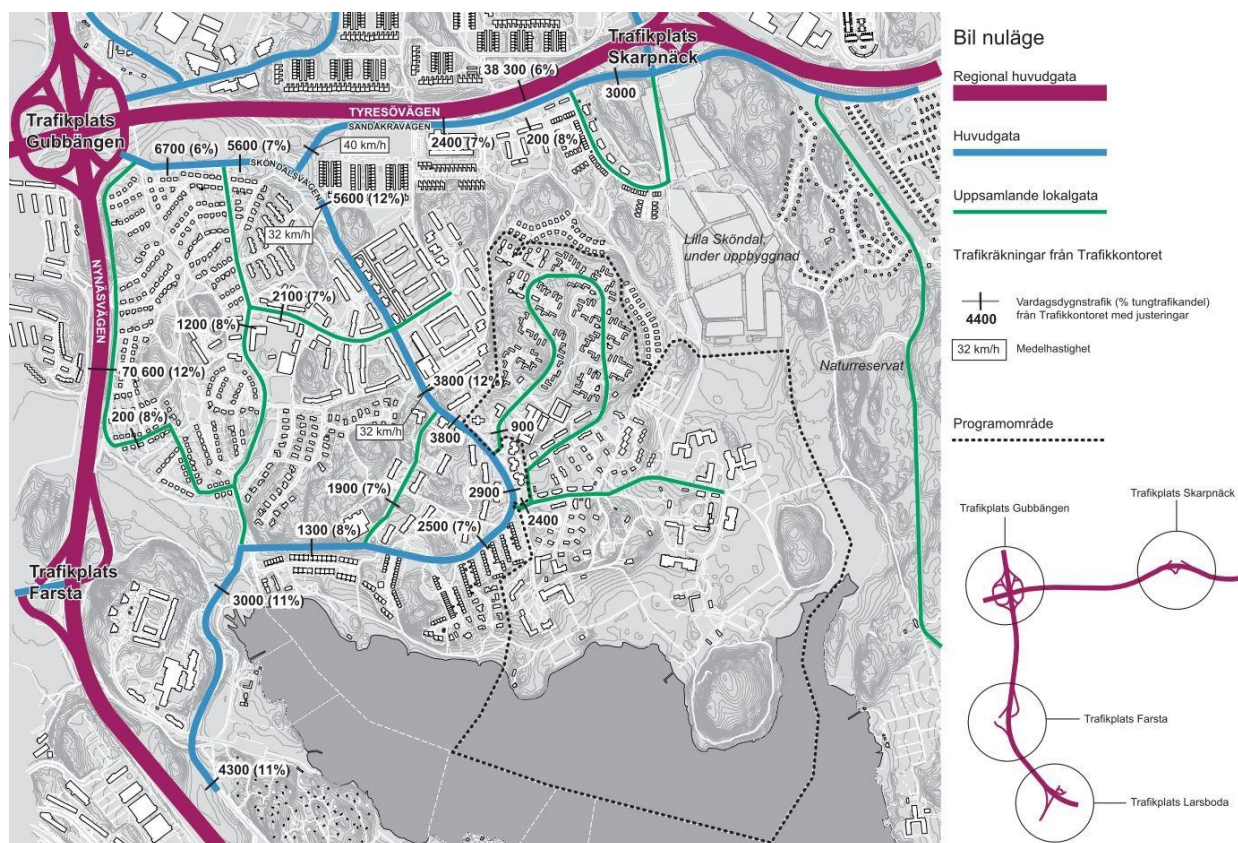 Trafikplats
Skarpnäck
38 300 (6%)
3000
TYRESÖVÄGEN
SANDÅKRAVÄGEN
Trafikplats
Gubbängen
6700 (6%)
5600 (7%)
40 km/h
2400 (7%)
200 (8%)
SKÖNDALSVÄGEN
5600 (12%)
32 km/h
Lilla Sköndal,
under uppbyggnad
NYNÄSVÄGEN
2100 (7%)
1200 (8%)
70 600 (12%)
3800 (12%)
Naturreservat
200 (8%)
32 km/h
3800
900
1900 (7%)
2900
2400
1300 (8%)
2500 (7%)
Trafikplats
Farsta
3000 (11%)
4300 (11%)
Bil nuläge
Regional huvudgata
Huvudgata
Uppsamlande lokalgata
Trafikräkningar från Trafikkontoret
4400
Vardagsdygnstrafik (% tungtrafikandel)
från Trafikkontoret med justeringar
32 km/h
Medelhastighet
Programområde
Trafikplats Skarpnäck
Trafikplats Gubbängen
Trafikplats Farsta
Trafikplats Larsboda